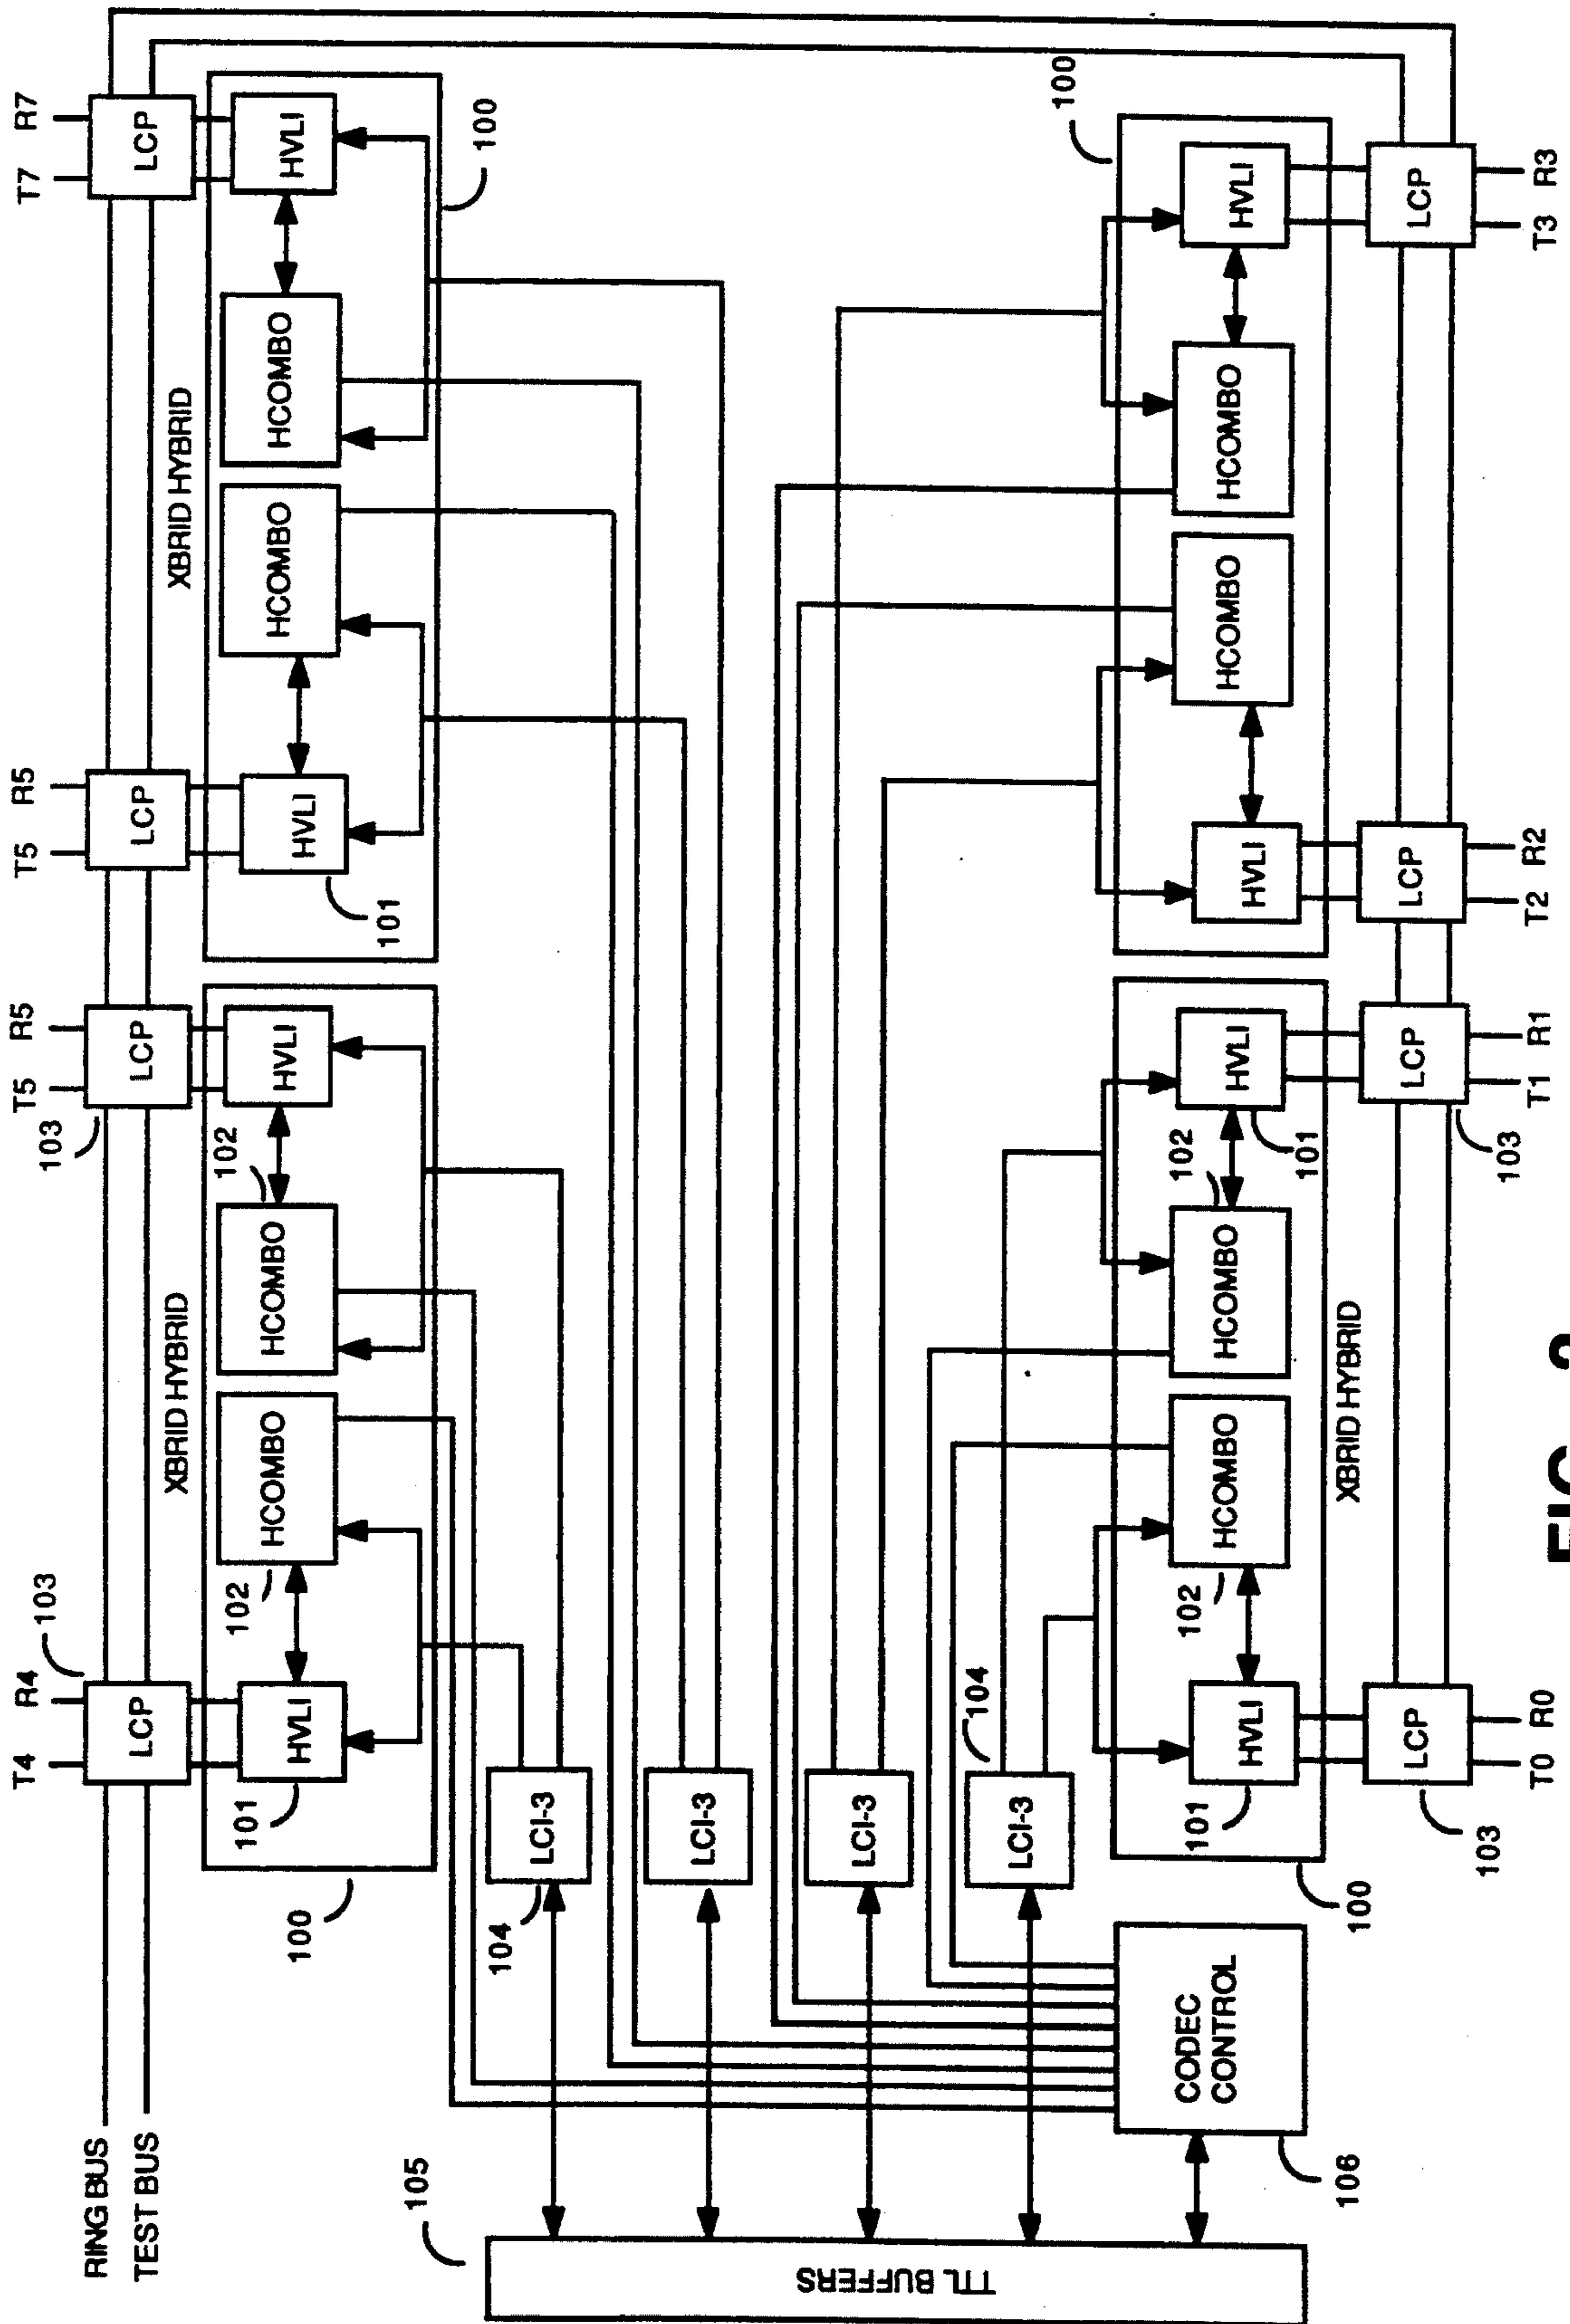 T4 R4 T5 R5 T5 R5 T7 R7
103 103
RING BUS
TEST BUS
LCP LCP LCP LCP
XBRID HYBRID XBRID HYBRID
101 HVLI 102 HCOMBO HCOMBO 102 HVLI
101 HVLI HCOMBO HCOMBO HVLI
100 100
105
104 LCI-3
LCI-3
LCI-3
104 LCI-3
TTL BUFFERS
100
CODEC
CONTROL
106
101 HVLI 102 HCOMBO HCOMBO 102 HVLI 101
HVLI HCOMBO HCOMBO HVLI
100
XBRID HYBRID
LCP LCP LCP LCP
103 103
T0 R0 T1 R1 T2 R2 T3 R3
FIG.